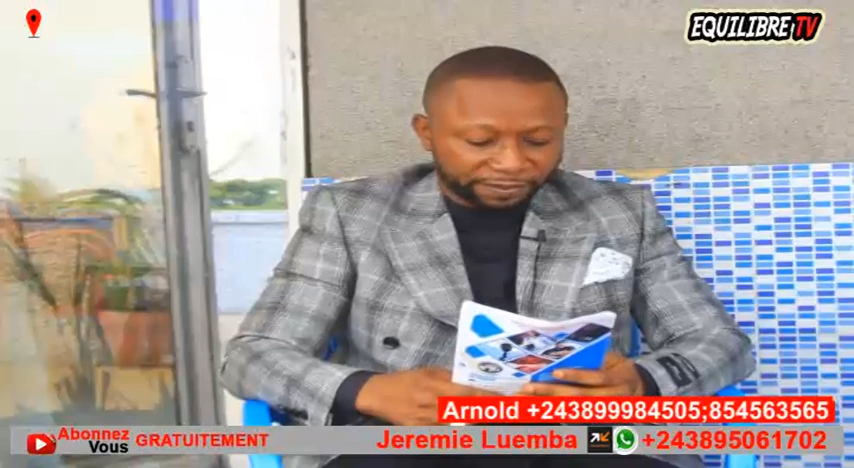 EQUILIBRE TV
Arnold +243899984505;854563565
Abonnez
Vous
GRATUITEMENT
Jeremie Luemba
+243895061702